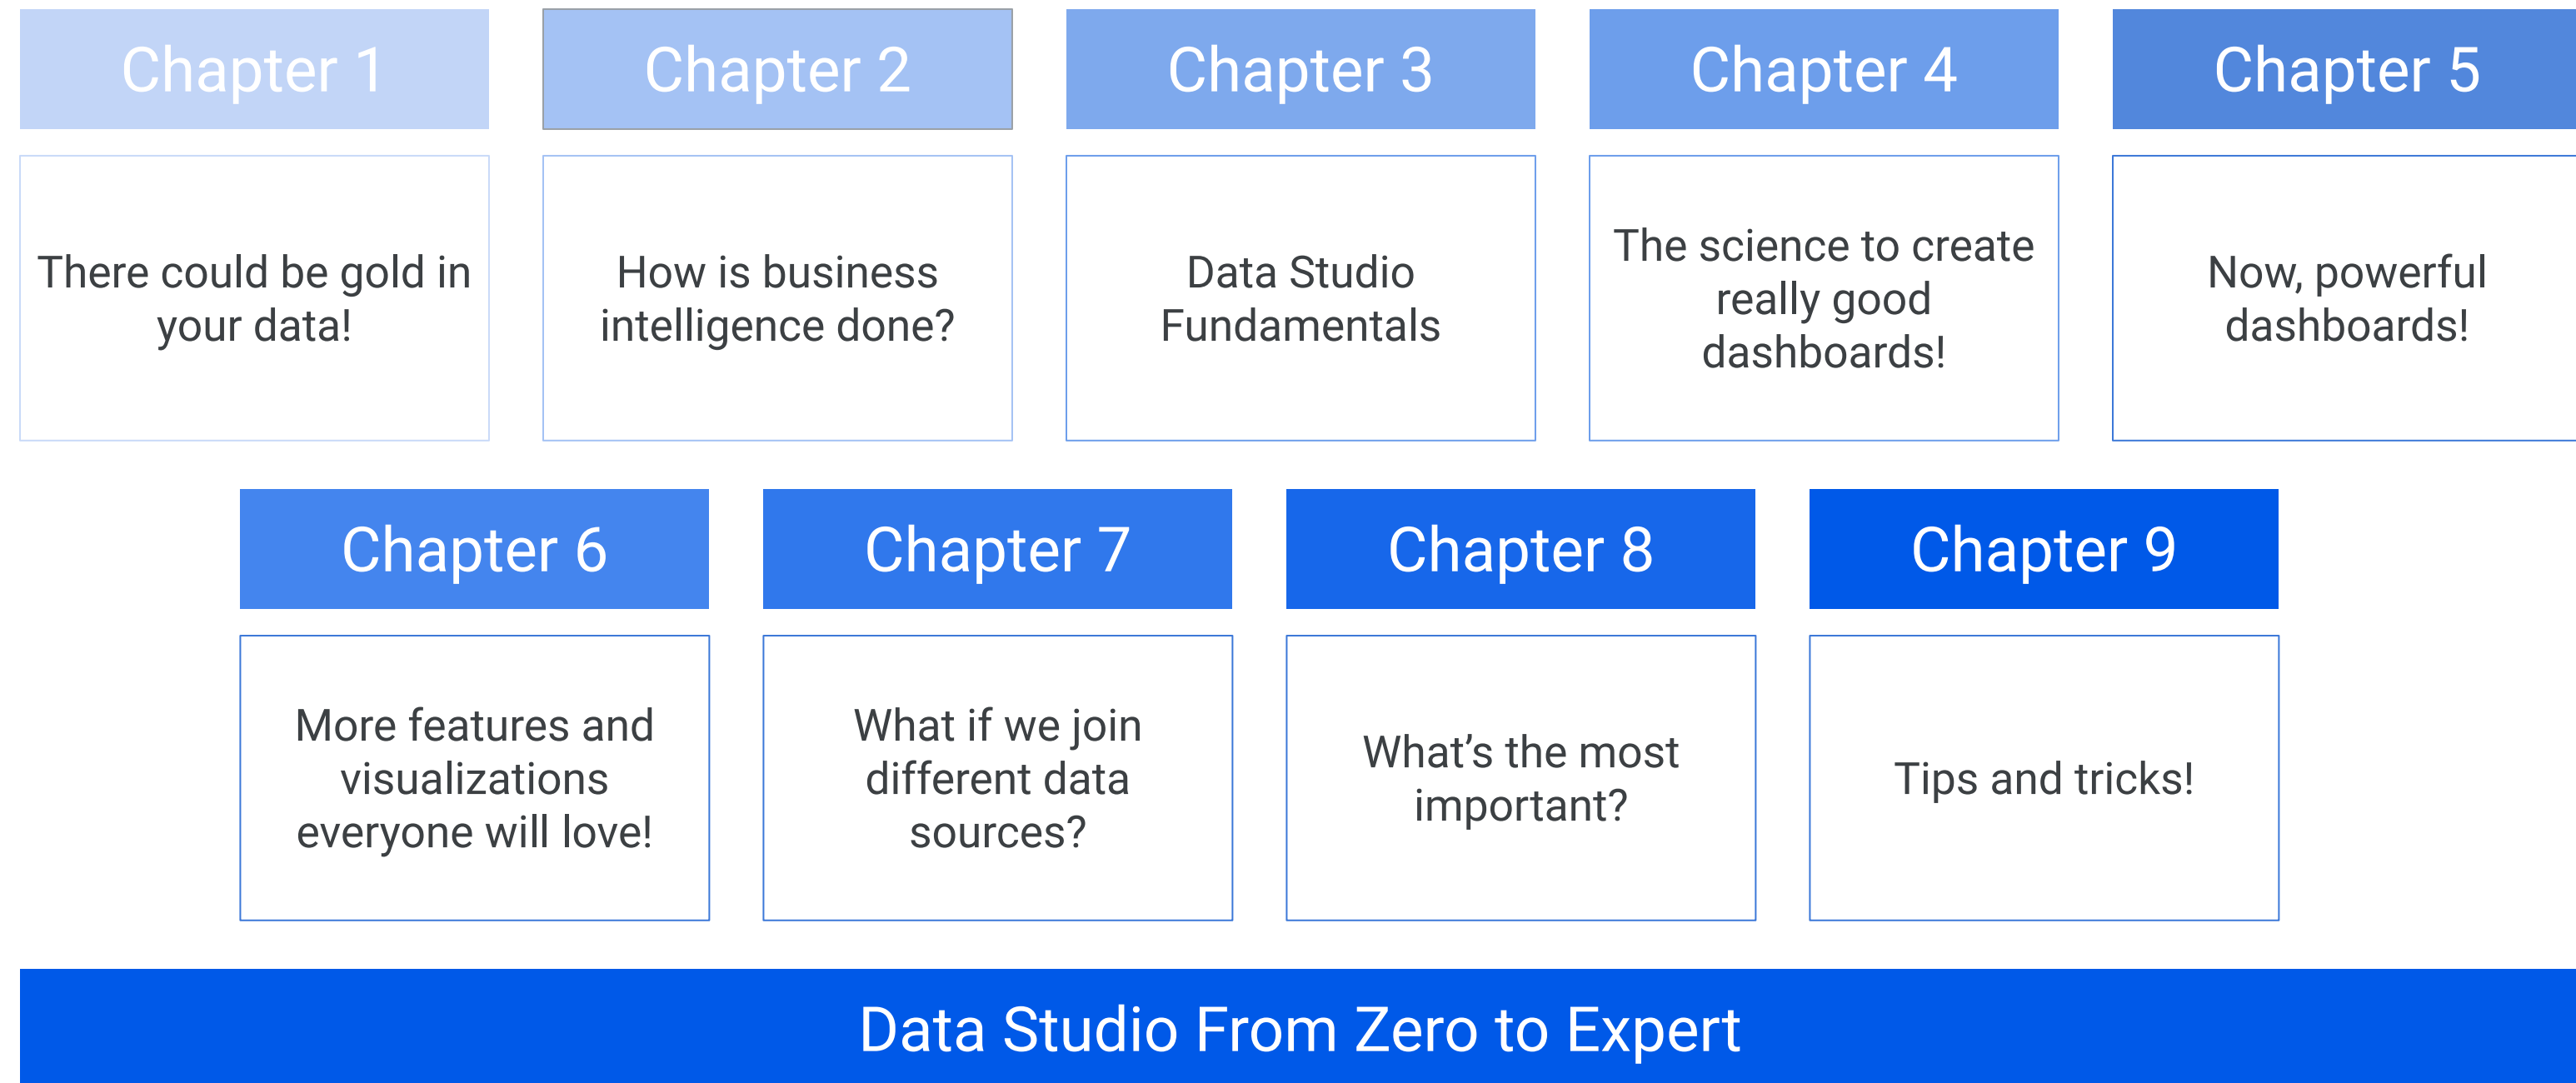 Chapter 1
Chapter 2
Chapter 3
Chapter 4
Chapter 5
There could be gold in
your data!
How is business
intelligence done?
Data Studio
Fundamentals
The science to create
really good
dashboards!
Now, powerful
dashboards!
Chapter 6
Chapter 7
Chapter 8
Chapter 9
More features and
visualizations
everyone will love!
What if we join
different data
sources?
What’s the most
important?
Tips and tricks!
Data Studio From Zero to Expert